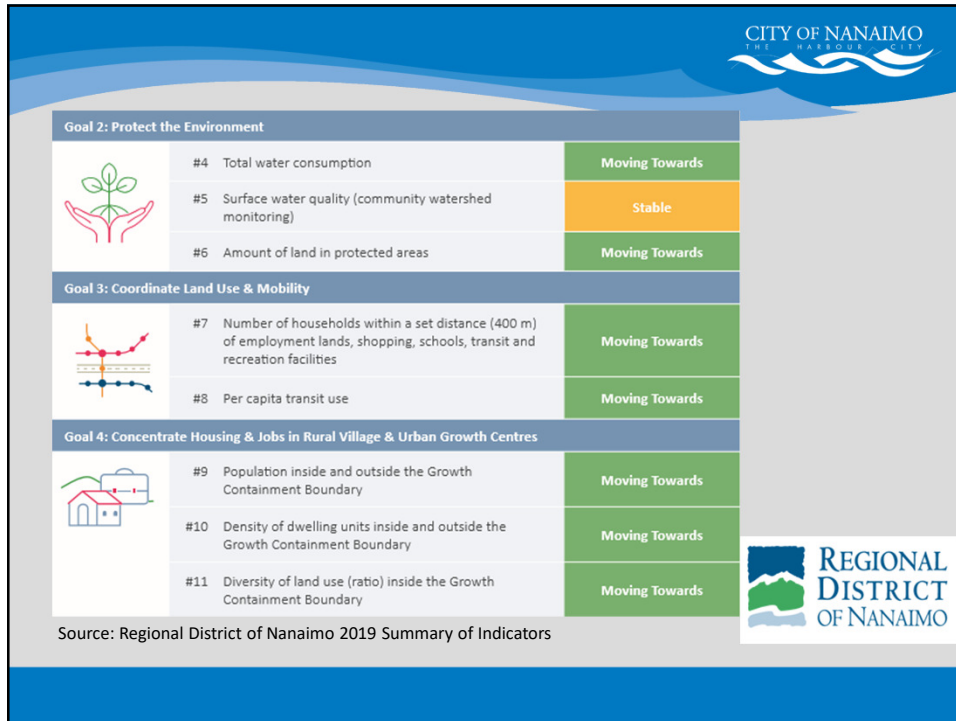 CITY OF NANAIMO
THE HARBOUR CITY
Goal 2: Protect the Environment
#4 Total water consumption Moving Towards
#5 Surface water quality (community watershed
monitoring) Stable
#6 Amount of land in protected areas Moving Towards
Goal 3: Coordinate Land Use & Mobility
#7 Number of households within a set distance (400 m)
of employment lands, shopping, schools, transit and
recreation facilities Moving Towards
#8 Per capita transit use Moving Towards
Goal 4: Concentrate Housing & Jobs in Rural Village & Urban Growth Centres
#9 Population inside and outside the Growth
Containment Boundary Moving Towards
#10 Density of dwelling units inside and outside the
Growth Containment Boundary Moving Towards
#11 Diversity of land use (ratio) inside the Growth
Containment Boundary Moving Towards
REGIONAL
DISTRICT
OF NANAIMO
Source: Regional District of Nanaimo 2019 Summary of Indicators